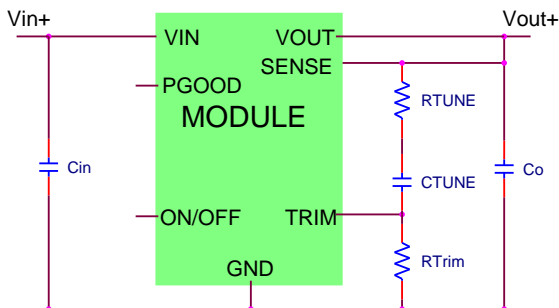 Vin+
Vout+
VIN
VOUT
SENSE
PGOOD
RTUNE
MODULE
Cin
CTUNE
Co
ON/OFF
TRIM
RTrim
GND